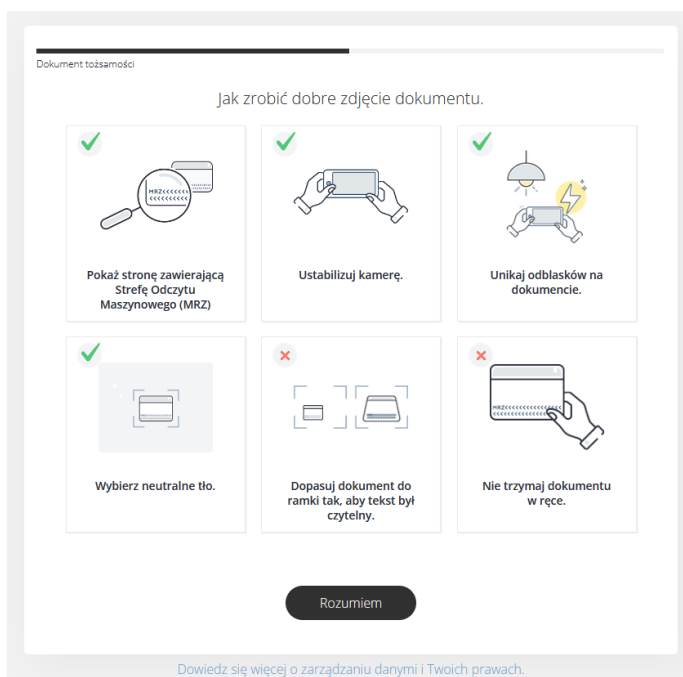 Dokument tożsamości
Jak zrobić dobre zdjęcie dokumentu.
MRZ<<<<<<<
<<<<<<<<<
Pokaż stronę zawierającą
Strefę Odczytu
Maszynowego (MRZ)
Ustabilizuj kamerę.
Unikaj odblasków na
dokumencie.
Wybierz neutralne tło.
Dopasuj dokument do
ramki tak, aby tekst był
czytelny.
Nie trzymaj dokumentu
w ręce.
Rozumiem
Dowiedz się więcej o zarządzaniu danymi i Twoich prawach.